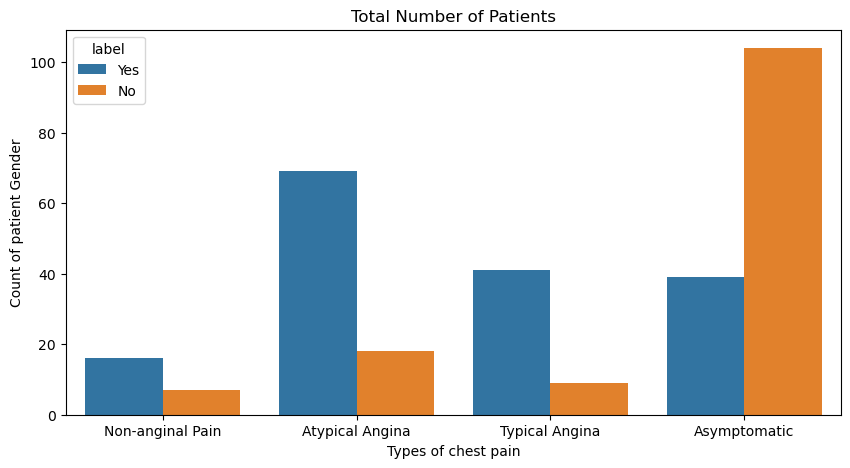 Total Number of Patients
label
Yes
No
Count of patient Gender
100
80
60
40
20
0
Non-anginal Pain
Atypical Angina
Typical Angina
Asymptomatic
Types of chest pain